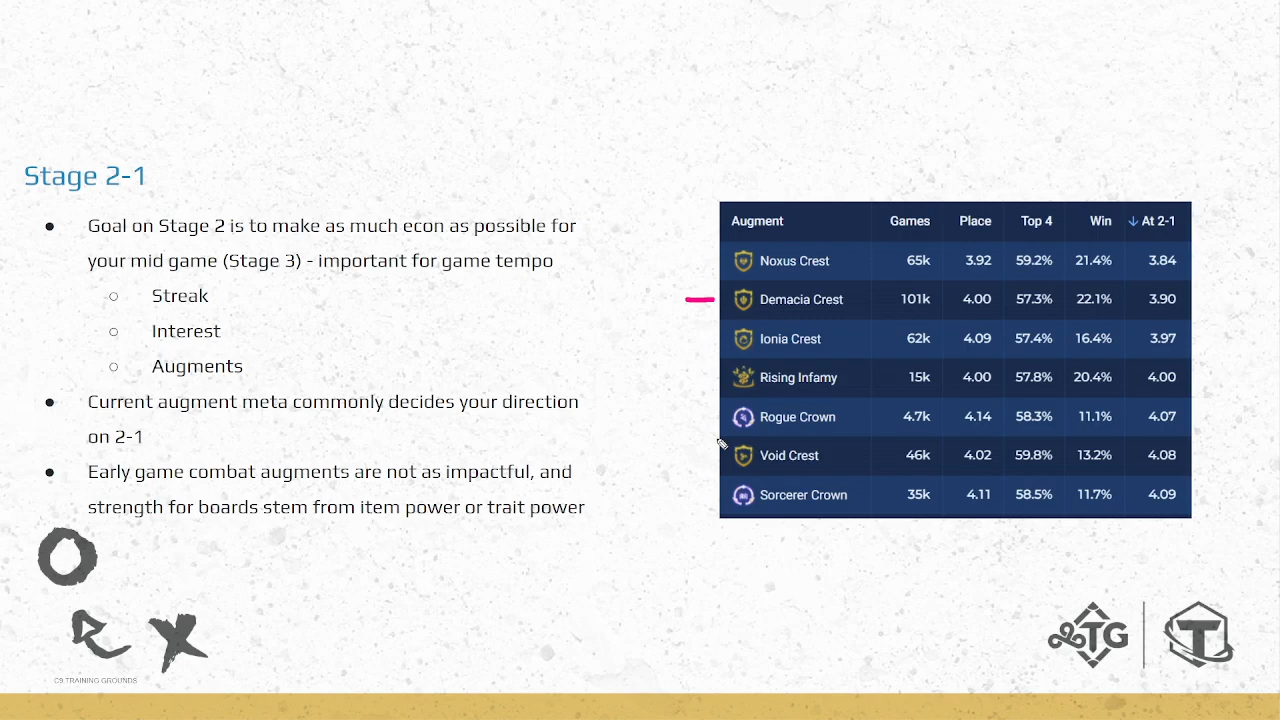 Stage 2-1
● Goal on Stage 2 is to make as much econ as possible for
your mid game (Stage 3) - important for game tempo
○ Streak
○ Interest
○ Augments
● Current augment meta commonly decides your direction
on 2-1
● Early game combat augments are not as impactful, and
strength for boards stem from item power or trait power
Augment Games Place Top 4 Win ↓ At 2-1
Noxus Crest 65k 3.92 59.2% 21.4% 3.84
Demacia Crest 101k 4.00 57.3% 22.1% 3.90
Ionia Crest 62k 4.09 57.4% 16.4% 3.97
Rising Infamy 15k 4.00 57.8% 20.4% 4.00
Rogue Crown 4.7k 4.14 58.3% 11.1% 4.07
Void Crest 46k 4.02 59.8% 13.2% 4.08
Sorcerer Crown 35k 4.11 58.5% 11.7% 4.09
C9 TRAINING GROUNDS
TG
T